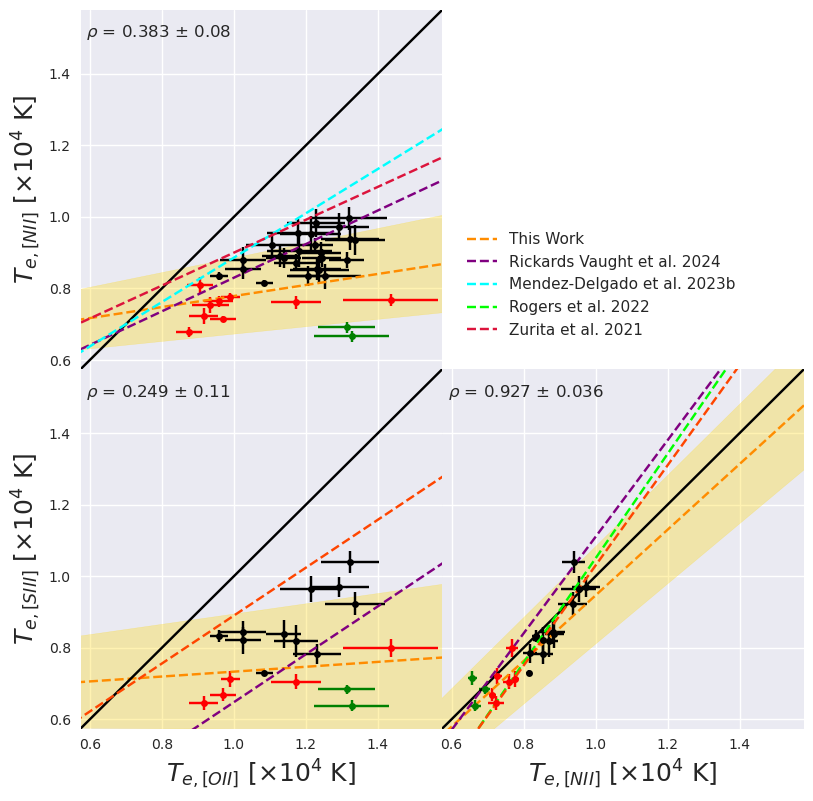 ρ = 0.383 ± 0.08
1.4
1.2
1.0
0.8
0.6
T_{e,[NII]} [×10^4 K]
This Work
Rickards Vaught et al. 2024
Mendez-Delgado et al. 2023b
Rogers et al. 2022
Zurita et al. 2021
ρ = 0.249 ± 0.11
ρ = 0.927 ± 0.036
1.4
1.2
1.0
0.8
0.6
T_{e,[SIII]} [×10^4 K]
0.6 0.8 1.0 1.2 1.4
0.6 0.8 1.0 1.2 1.4
T_{e,[OII]} [×10^4 K]
T_{e,[NII]} [×10^4 K]